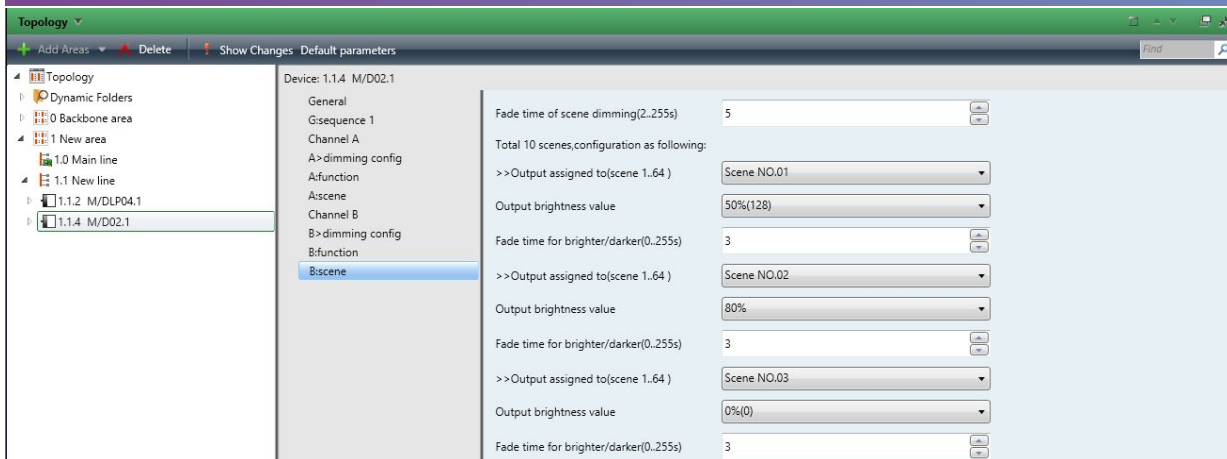 Topology
Add Areas Delete Show Changes Default parameters Find
Topology
Dynamic Folders
0 Backbone area
1 New area
1.0 Main line
1.1 New line
1.1.2 M/DLP04.1
1.1.4 M/D02.1
Device: 1.1.4 M/D02.1
General
G:sequence 1
Channel A
A>dimming config
A:function
A:scene
Channel B
B>dimming config
B:function
B:scene
Fade time of scene dimming(2..255s) 5
Total 10 scenes,configuration as following:
>>Output assigned to(scene 1..64 ) Scene NO.01
Output brightness value 50%(128)
Fade time for brighter/darker(0..255s) 3
>>Output assigned to(scene 1..64 ) Scene NO.02
Output brightness value 80%
Fade time for brighter/darker(0..255s) 3
>>Output assigned to(scene 1..64 ) Scene NO.03
Output brightness value 0%(0)
Fade time for brighter/darker(0..255s) 3